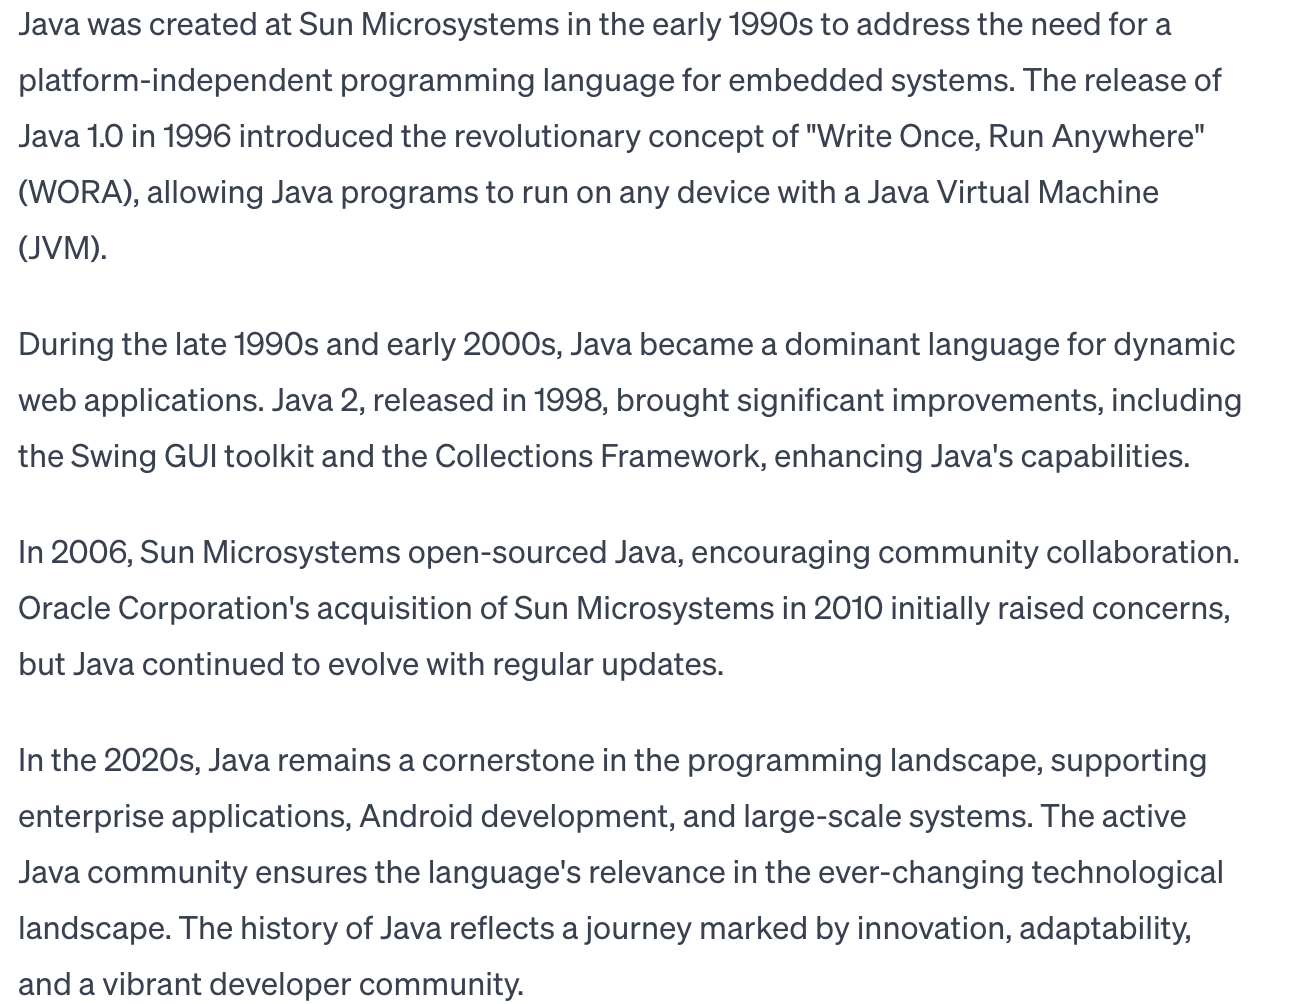 Java was created at Sun Microsystems in the early 1990s to address the need for a
platform-independent programming language for embedded systems. The release of
Java 1.0 in 1996 introduced the revolutionary concept of "Write Once, Run Anywhere"
(WORA), allowing Java programs to run on any device with a Java Virtual Machine
(JVM).
During the late 1990s and early 2000s, Java became a dominant language for dynamic
web applications. Java 2, released in 1998, brought significant improvements, including
the Swing GUI toolkit and the Collections Framework, enhancing Java's capabilities.
In 2006, Sun Microsystems open-sourced Java, encouraging community collaboration.
Oracle Corporation's acquisition of Sun Microsystems in 2010 initially raised concerns,
but Java continued to evolve with regular updates.
In the 2020s, Java remains a cornerstone in the programming landscape, supporting
enterprise applications, Android development, and large-scale systems. The active
Java community ensures the language's relevance in the ever-changing technological
landscape. The history of Java reflects a journey marked by innovation, adaptability,
and a vibrant developer community.